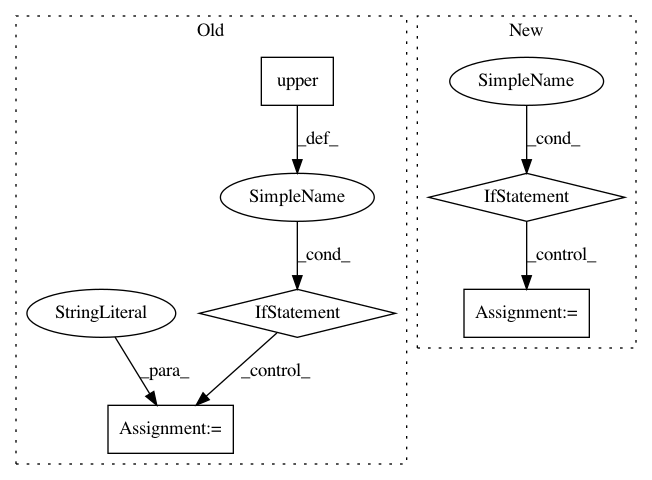 Old
New
upper
SimpleName
_def_
_cond_
SimpleName
IfStatement
_cond_
_control_
StringLiteral
IfStatement
Assignment:=
_para_
_control_
Assignment:=